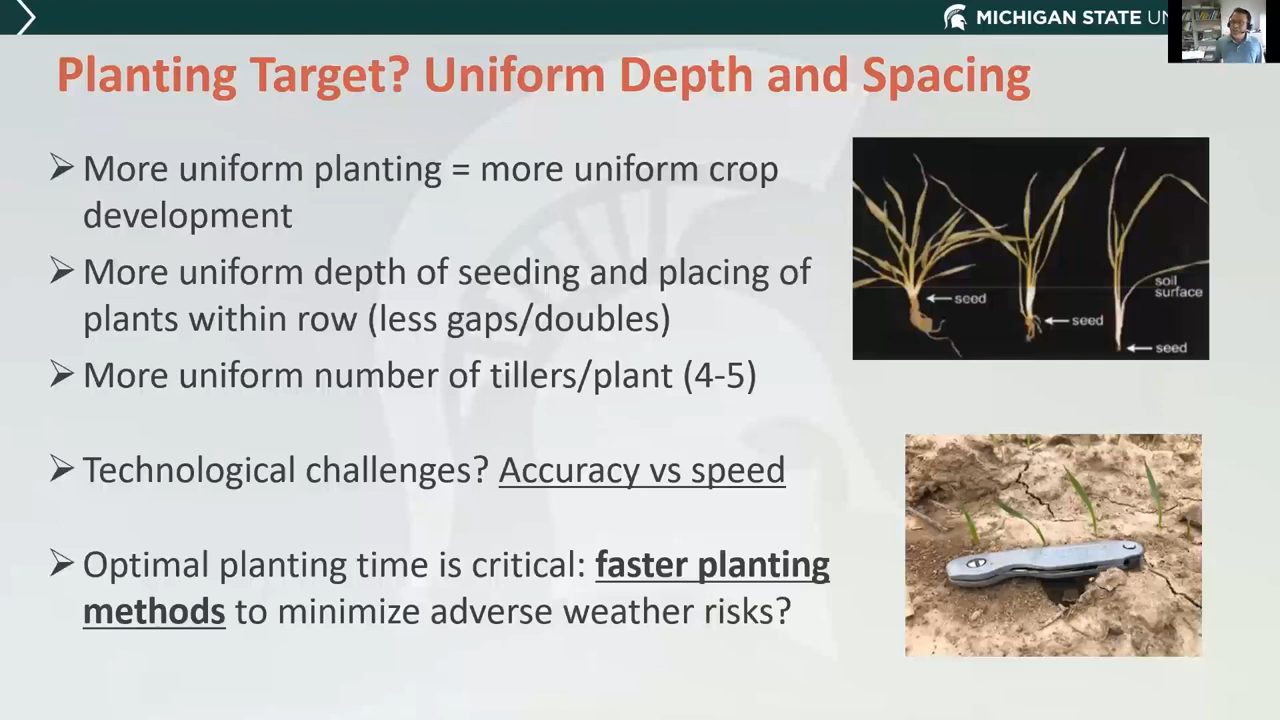 MICHIGAN STATE UN
Planting Target? Uniform Depth and Spacing
More uniform planting = more uniform crop
development
More uniform depth of seeding and placing of
plants within row (less gaps/doubles)
More uniform number of tillers/plant (4-5)
Technological challenges? Accuracy vs speed
Optimal planting time is critical: faster planting
methods to minimize adverse weather risks?
soil
surface
seed
seed
seed